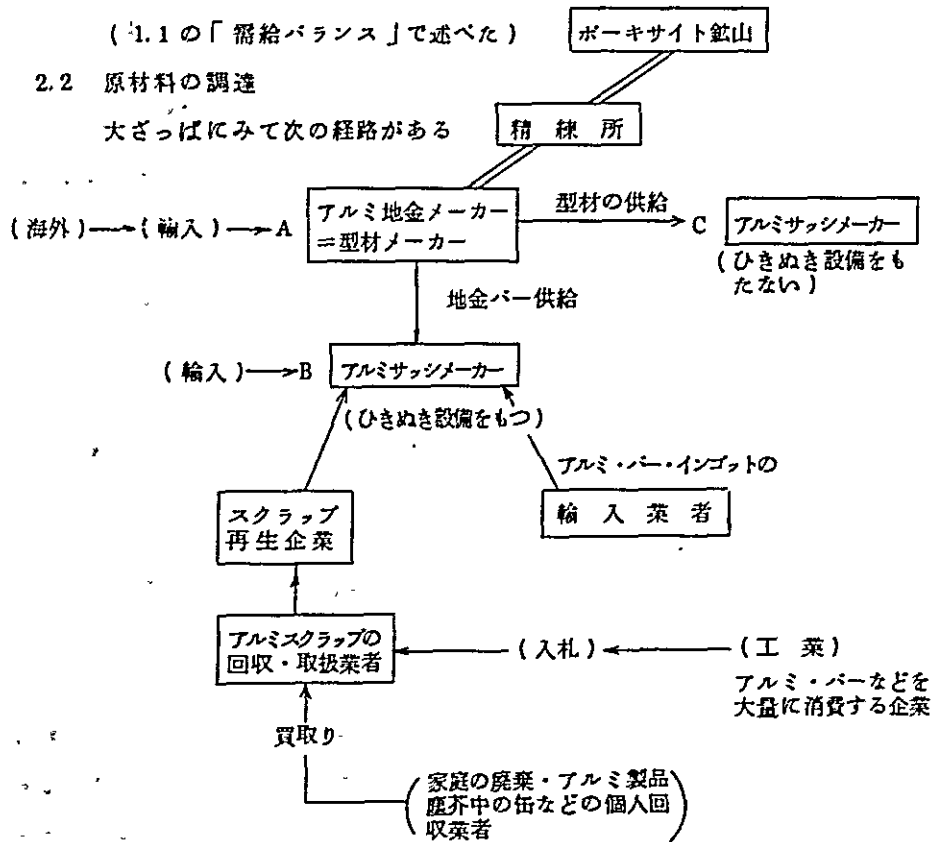 (1.1の「需給バランス」で述べた)
ボーキサイト鉱山
2.2 原材料の調達
大ざっぱにみて次の経路がある
精練所
(海外)→(輸入)→A
アルミ地金メーカー
=型材メーカー
型材の供給
C
アルミサッシメーカー
(ひきぬき設備をも
たない)
地金バー供給
(輸入)→B
アルミサッシメーカー
(ひきぬき設備をもつ)
アルミ・バー・インゴットの
輸入業者
スクラップ
再生企業
アルミスクラップの
回収・取扱業者
(入札)
(工業)
アルミ・バーなどを
大量に消費する企業
買取り
(家庭の廃棄・アルミ製品
塵芥中の缶などの個人回
収業者)